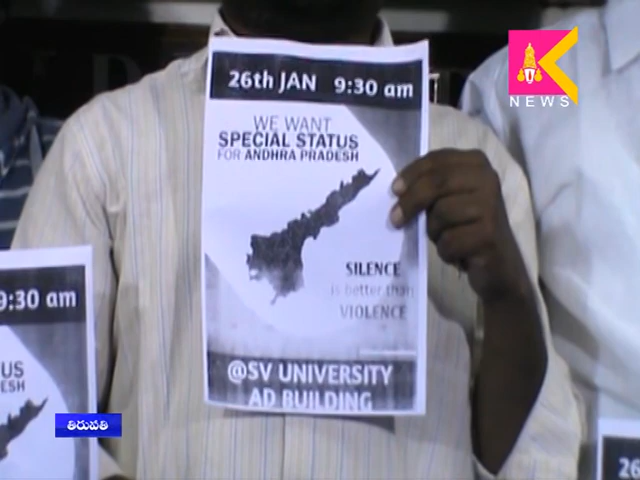 K
NEWS
26th JAN 9:30 am
WE WANT
SPECIAL STATUS
FOR ANDHRA PRADESH
SILENCE
is better than
VIOLENCE
@SV UNIVERSITY
AD BUILDING
9:30 am
US
DESH
తిరుపతి
26